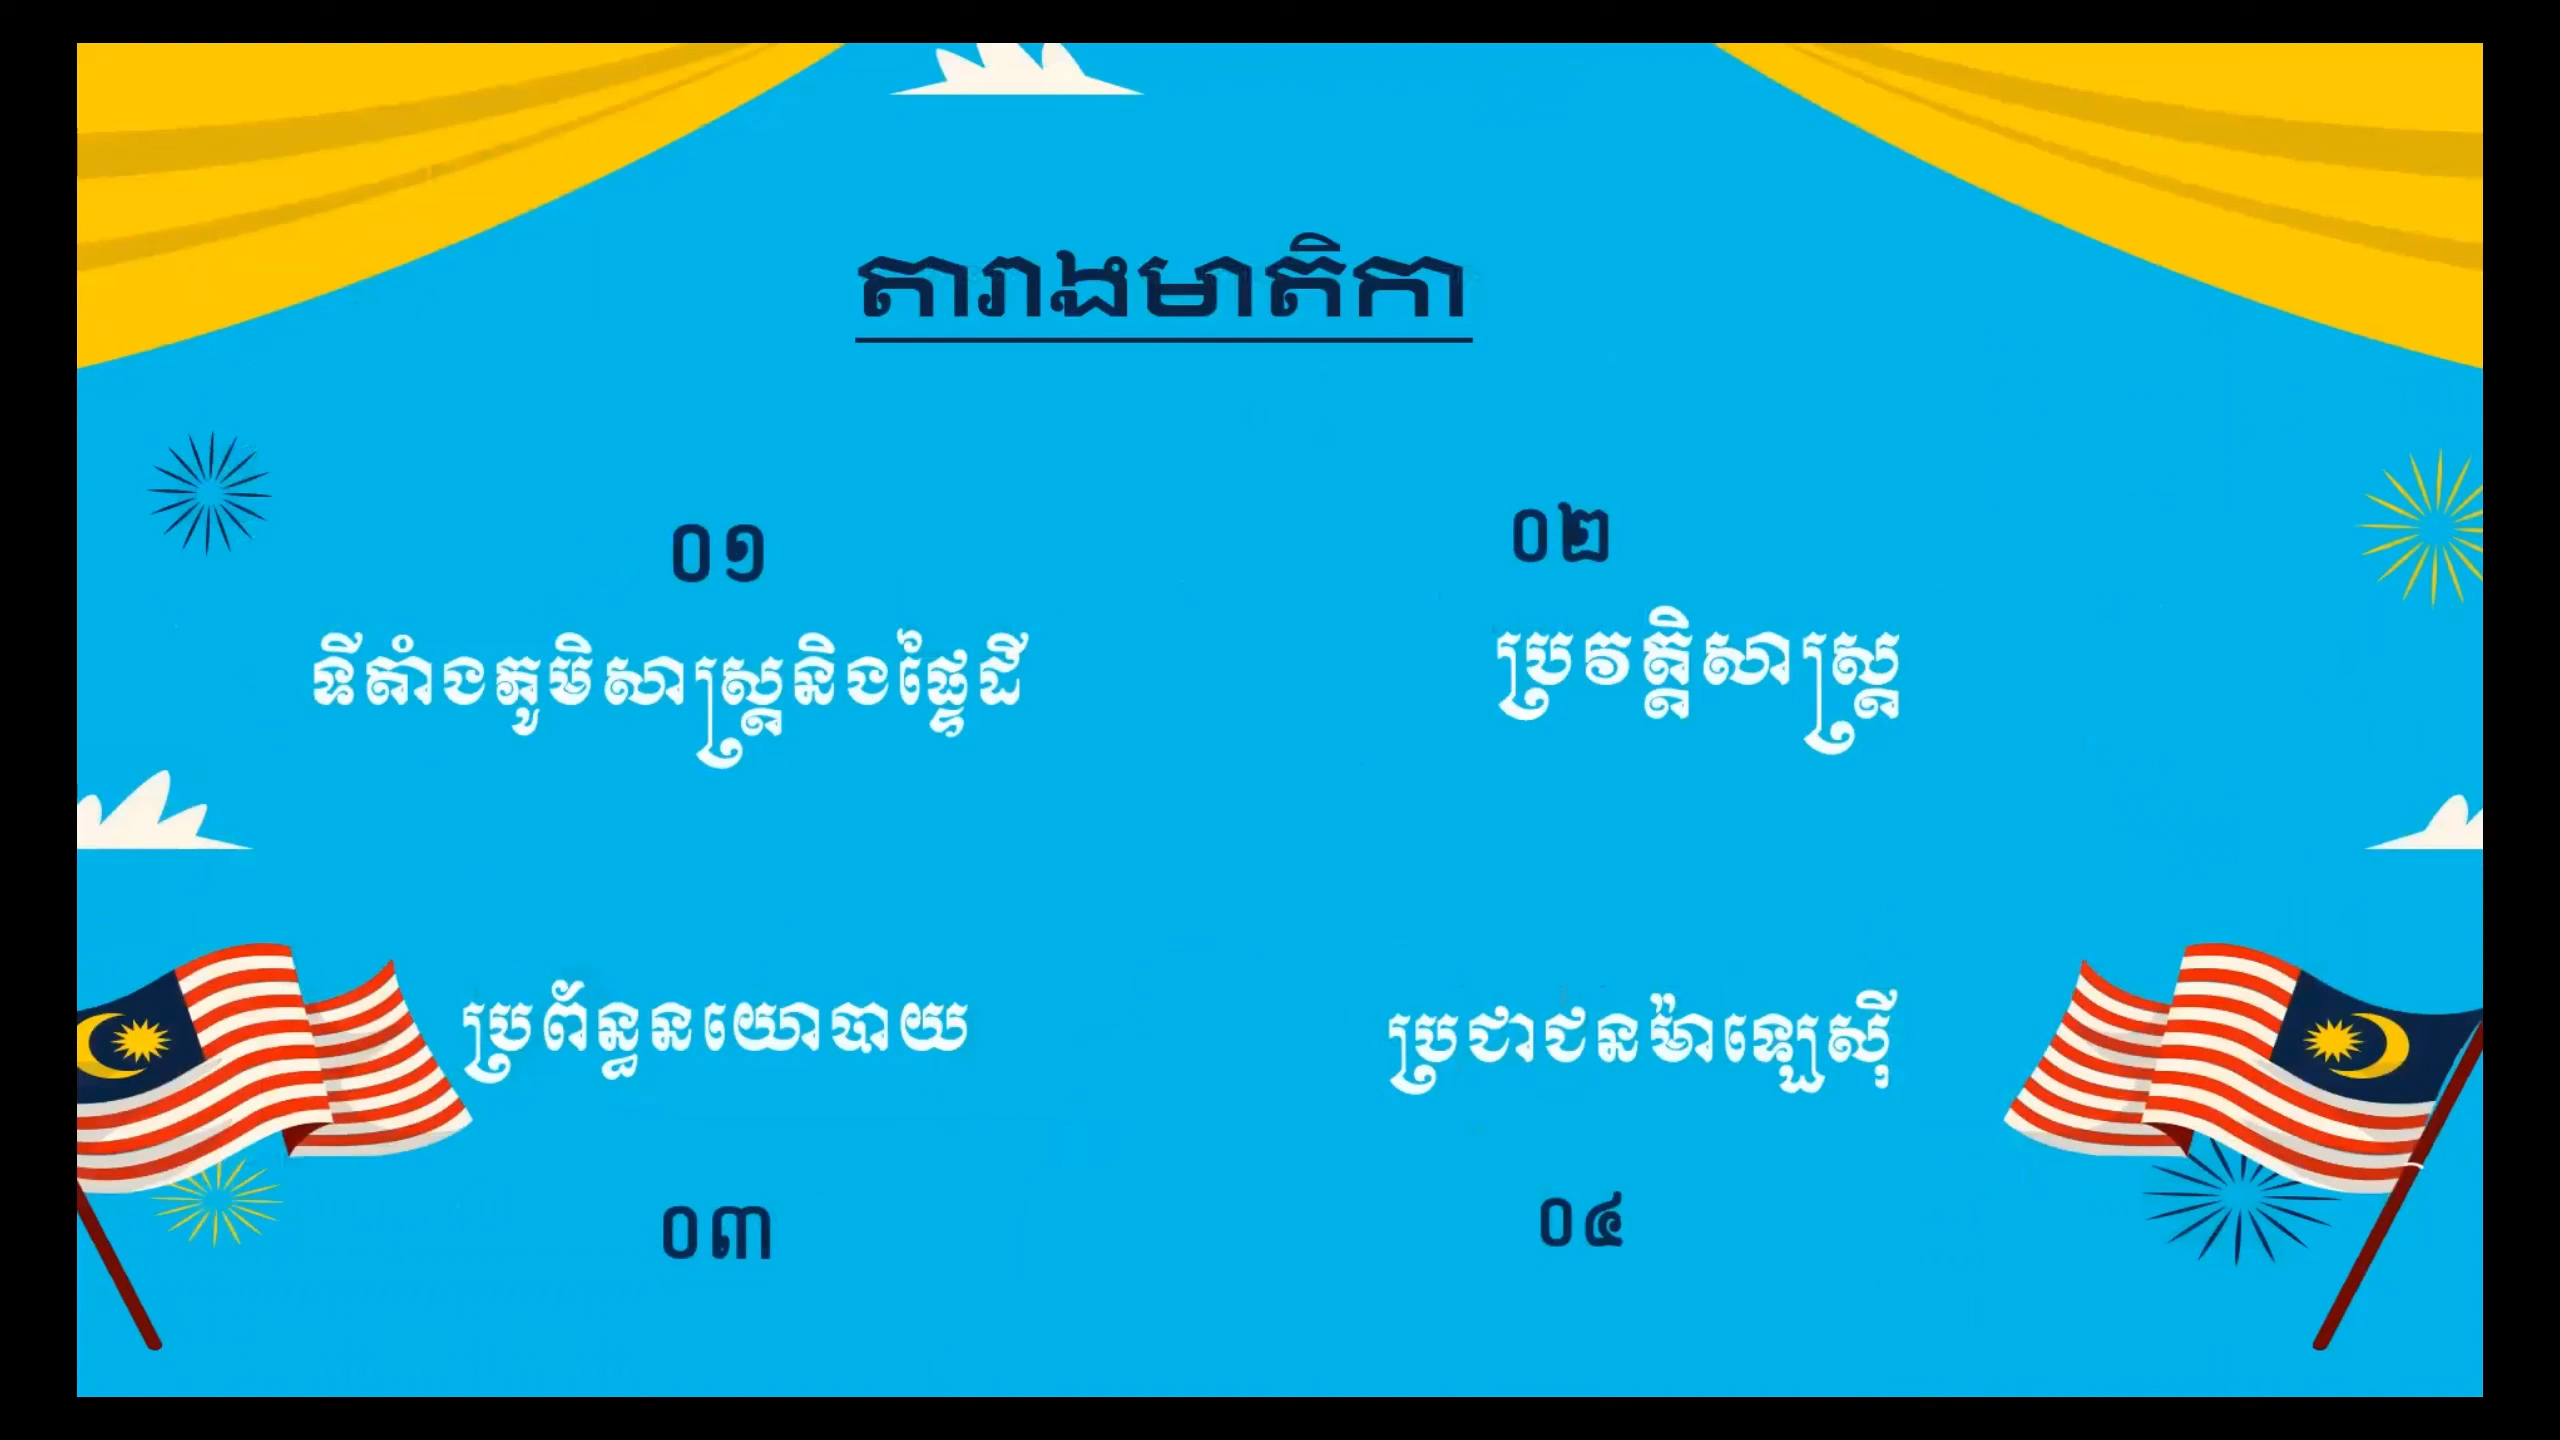 តារាងមាតិកា
០១
ទីតាំងភូមិសាស្ត្រនិងផ្ទៃដី
០២
ប្រវត្តិសាស្ត្រ
ប្រព័ន្ធនយោបាយ
០៣
ប្រជាជនម៉ាឡេស៊ី
០៤